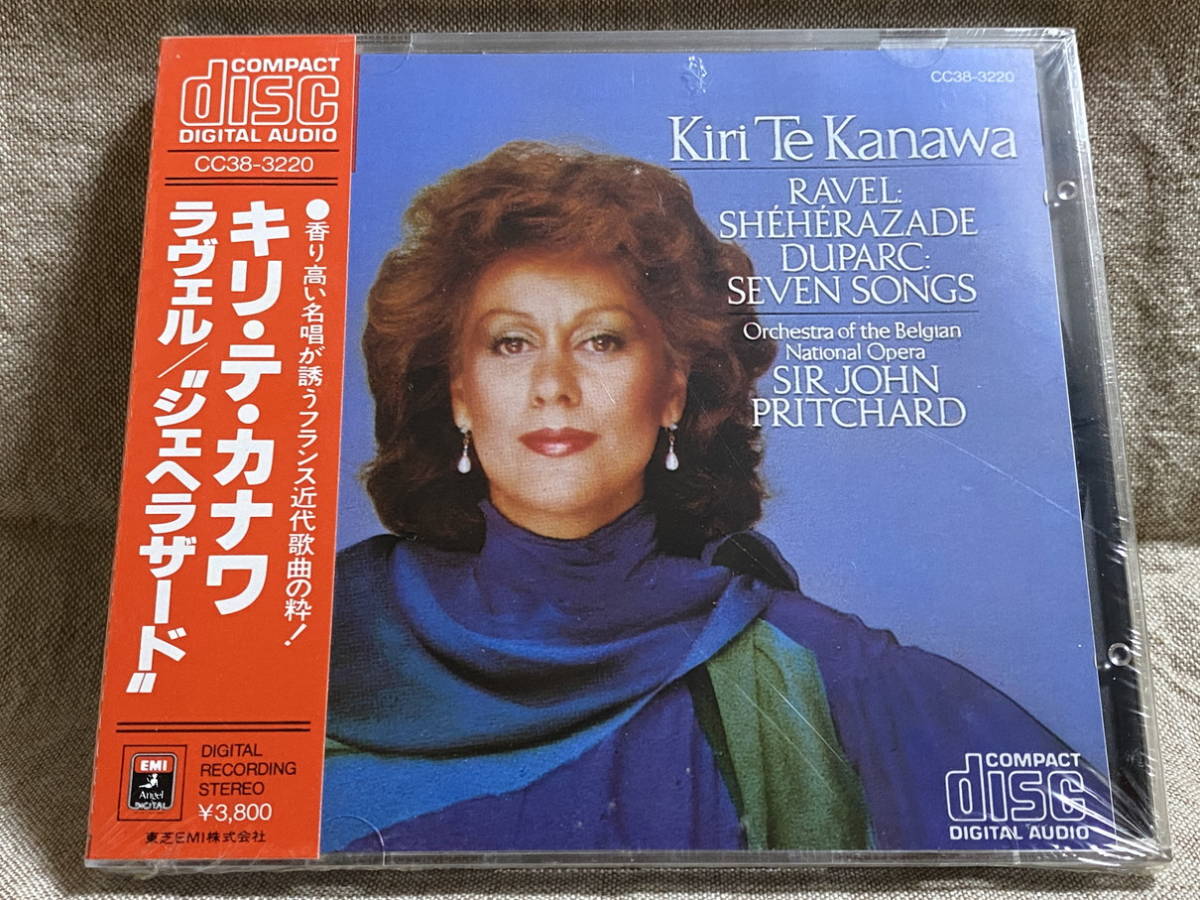 COMPACT
disc
DIGITAL AUDIO
CC38-3220
●香り高い名唱が誘うフランス近代歌曲の粋!
キリ・テ・カナワ
ラヴェル/〝シェヘラザード〟
EMI
Angel
DIGITAL
DIGITAL
RECORDING
STEREO
¥3,800
東芝EMI株式会社
CC38-3220
Kiri Te Kanawa
RAVEL:
SHÉHÉRAZADE
DUPARC:
SEVEN SONGS
Orchestra of the Belgian
National Opera
SIR JOHN
PRITCHARD
COMPACT
disc
DIGITAL AUDIO